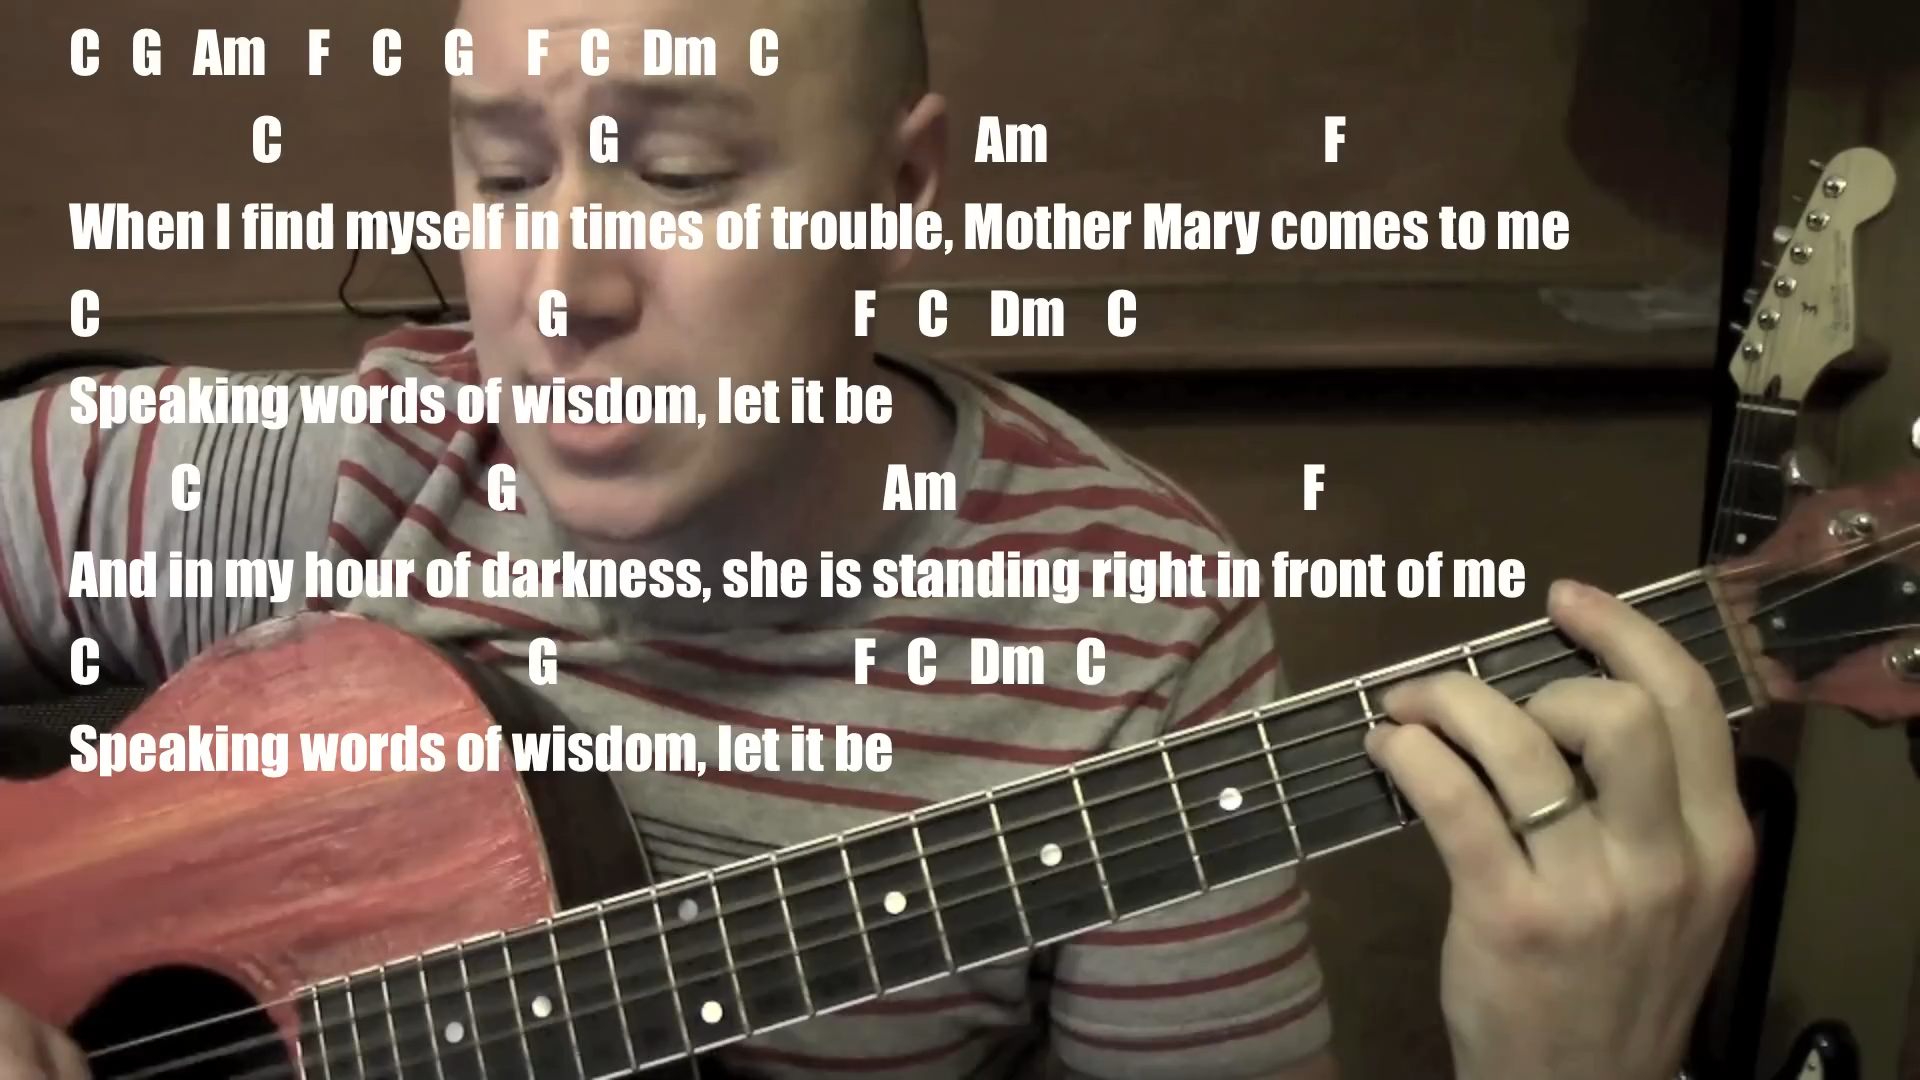 C G Am F C G F C Dm C
C G Am F
When I find myself in times of trouble, Mother Mary comes to me
C G F C Dm C
Speaking words of wisdom, let it be
C G Am F
And in my hour of darkness, she is standing right in front of me
C G F C Dm C
Speaking words of wisdom, let it be